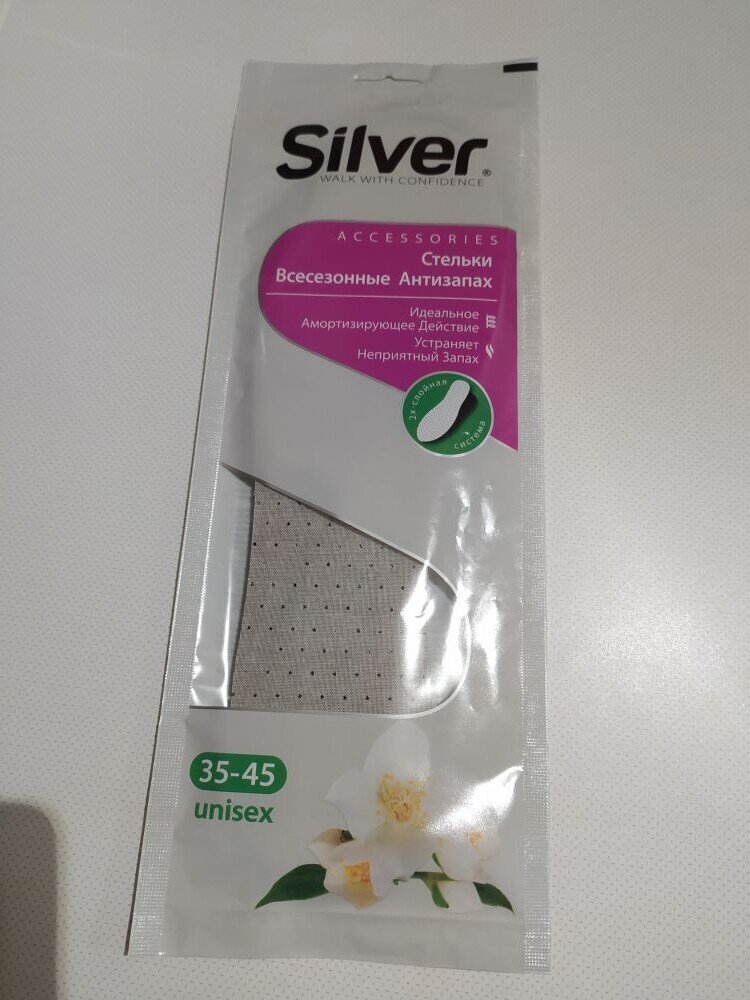 Silver®
WALK WITH CONFIDENCE
ACCESSORIES
Стельки
Всесезонные Антизапах
Идеальное
Амортизирующее Действие
Устраняет
Неприятный Запах
2х-слойная
система
35-45
unisex